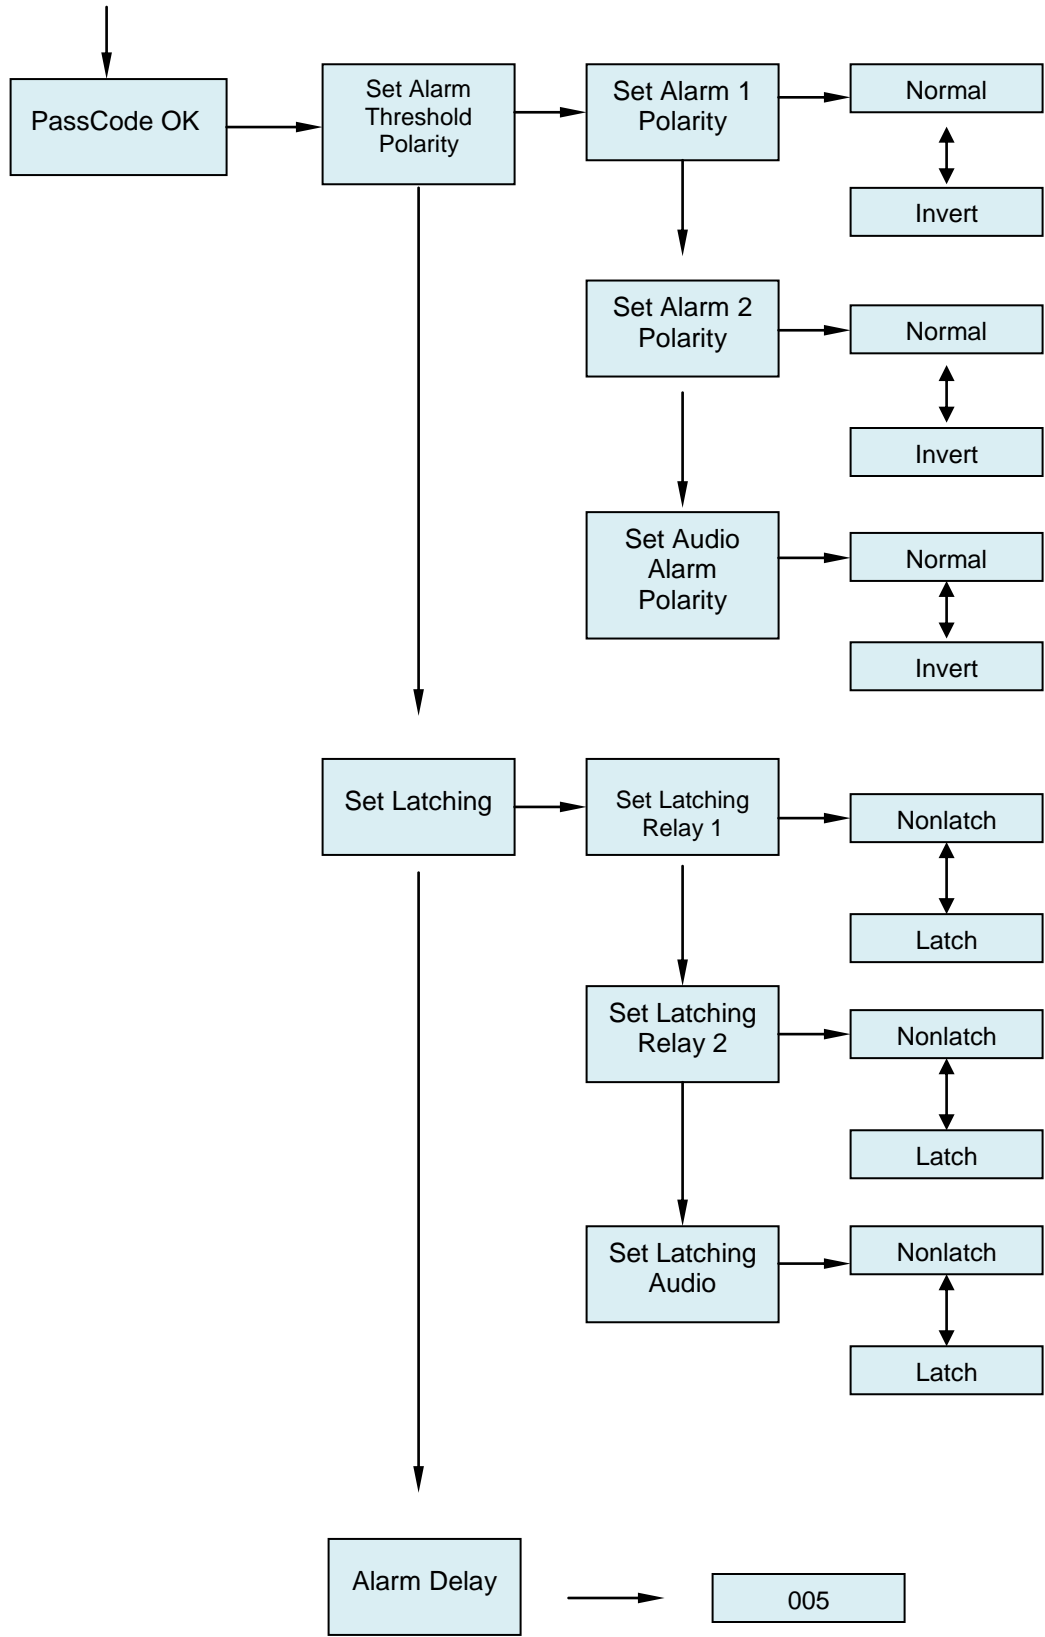 PassCode OK
Set Alarm
Threshold
Polarity
Set Alarm 1
Polarity
Normal
Invert
Set Alarm 2
Polarity
Normal
Invert
Set Audio
Alarm
Polarity
Normal
Invert
Set Latching
Set Latching
Relay 1
Nonlatch
Latch
Set Latching
Relay 2
Nonlatch
Latch
Set Latching
Audio
Nonlatch
Latch
Alarm Delay
005